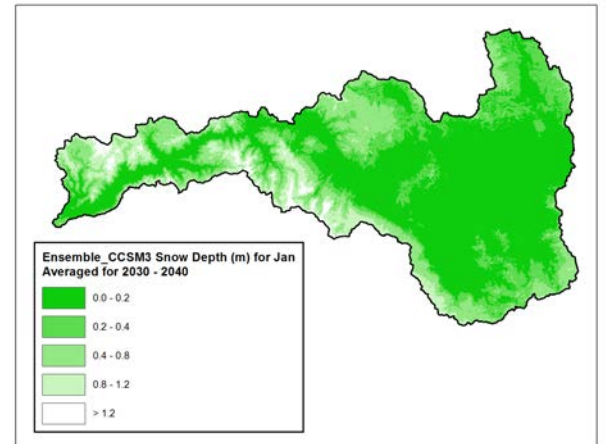 Ensemble_CCSM3 Snow Depth (m) for Jan
Averaged for 2030 - 2040
0.0 - 0.2
0.2 - 0.4
0.4 - 0.8
0.8 - 1.2
> 1.2